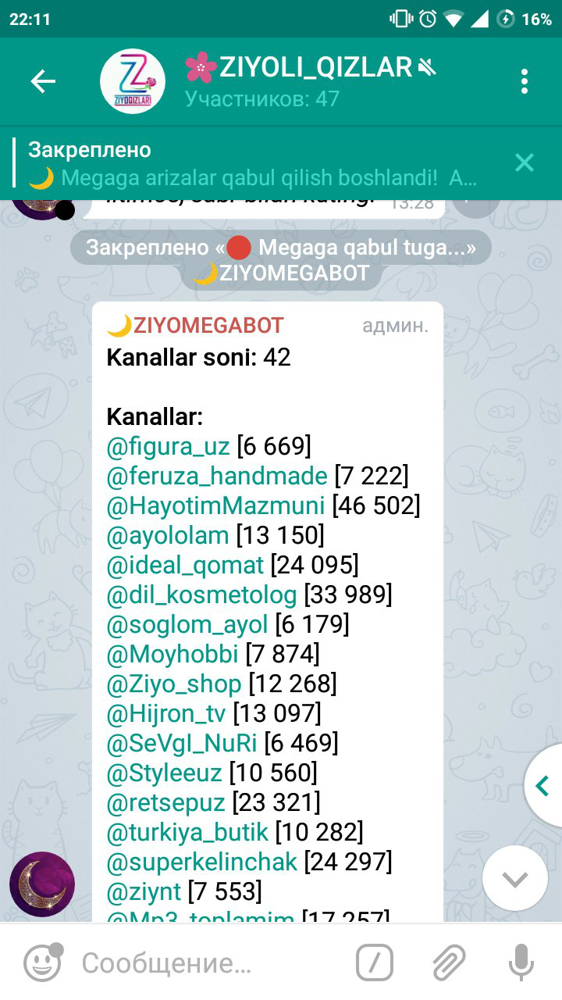 22:11
16%
🌸ZIYOLI_QIZLAR
ZIYOQIZLARI
Участников: 47
Закреплено
🌙 Megaga arizalar qabul qilish boshlandi! A...
13:28
Закреплено «🔴 Megaga qabul tuga...»
🌙ZIYOMEGABOT
🌙ZIYOMEGABOT админ.
Kanallar soni: 42
Kanallar:
@figura_uz [6 669]
@feruza_handmade [7 222]
@HayotimMazmuni [46 502]
@ayololam [13 150]
@ideal_qomat [24 095]
@dil_kosmetolog [33 989]
@soglom_ayol [6 179]
@Moyhobbi [7 874]
@Ziyo_shop [12 268]
@Hijron_tv [13 097]
@SeVgI_NuRi [6 469]
@Styleeuz [10 560]
@retsepuz [23 321]
@turkiya_butik [10 282]
@superkelinchak [24 297]
@ziynt [7 553]
@Mp3_toplamim [17 257]
Сообщение...